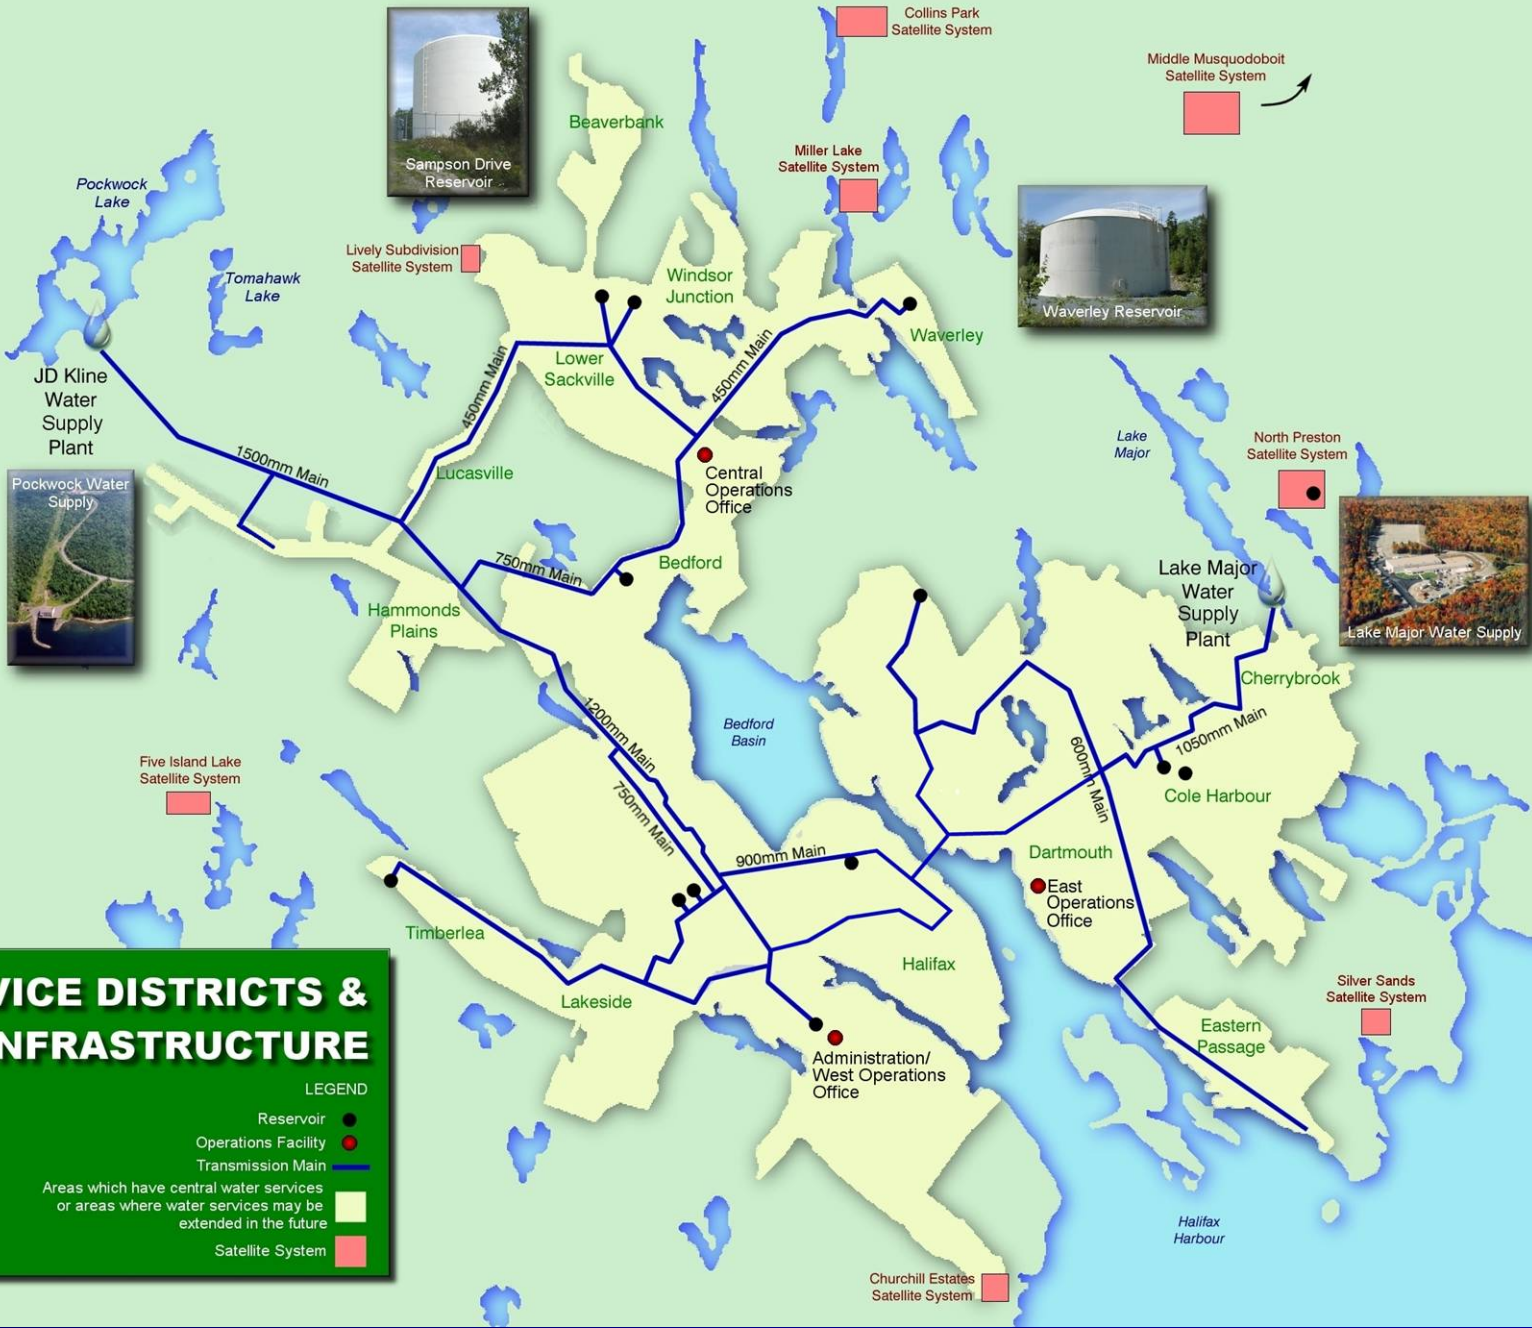 Collins Park
Satellite System
Middle Musquodoboit
Satellite System
Sampson Drive
Reservoir
Beaverbank
Miller Lake
Satellite System
Pockwock
Lake
Tomahawk
Lake
Lively Subdivision
Satellite System
Windsor
Junction
Waverley Reservoir
Waverley
JD Kline
Water
Supply
Plant
Lower
Sackville
450mm Main
450mm Main
Lake
Major
North Preston
Satellite System
1500mm Main
Lucasville
Central
Operations
Office
Pockwock Water
Supply
750mm Main
Bedford
Lake Major
Water
Supply
Plant
Lake Major Water Supply
Hammonds
Plains
Cherrybrook
Bedford
Basin
1200mm Main
1050mm Main
600mm Main
Five Island Lake
Satellite System
750mm Main
Cole Harbour
900mm Main
Dartmouth
East
Operations
Office
Timberlea
Halifax
Lakeside
Silver Sands
Satellite System
Eastern
Passage
Administration/
West Operations
Office
VICE DISTRICTS &
NFRASTRUCTURE
LEGEND
Reservoir
Operations Facility
Transmission Main
Areas which have central water services
or areas where water services may be
extended in the future
Satellite System
Halifax
Harbour
Churchill Estates
Satellite System